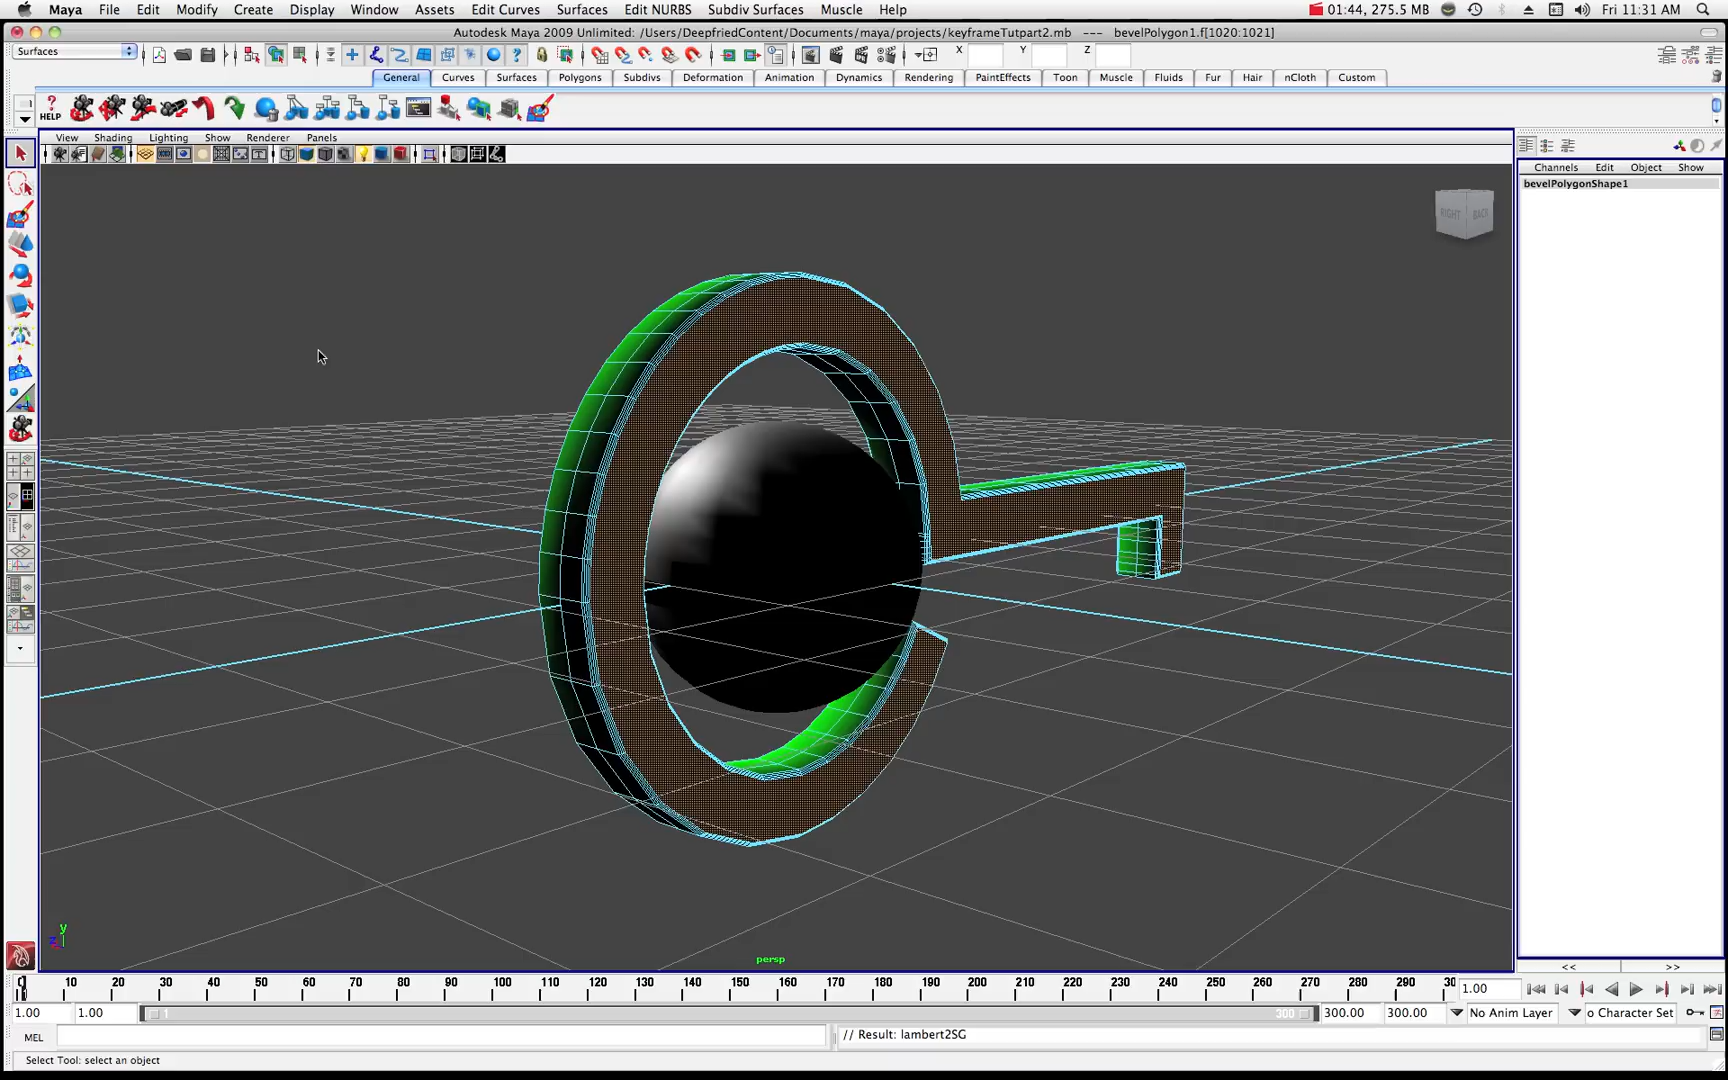 Maya File Edit Modify Create Display Window Assets Edit Curves Surfaces Edit NURBS Subdiv Surfaces Muscle Help 01:44, 275.5 MB Fri 11:31 AM
Autodesk Maya 2009 Unlimited: /Users/DeepfriedContent/Documents/maya/projects/keyframeTutpart2.mb --- bevelPolygon1.f[1020:1021]
Surfaces X Y Z
General Curves Surfaces Polygons Subdivs Deformation Animation Dynamics Rendering PaintEffects Toon Muscle Fluids Fur Hair nCloth Custom
HELP
View Shading Lighting Show Renderer Panels
Channels Edit Object Show
bevelPolygonShape1
RIGHT BACK
y
z
persp
<< >>
0 10 20 30 40 50 60 70 80 90 100 110 120 130 140 150 160 170 180 190 200 210 220 230 240 250 260 270 280 290 30 1.00
1.00 1.00 1 300 300.00 300.00 No Anim Layer o Character Set
MEL // Result: lambert2SG
Select Tool: select an object